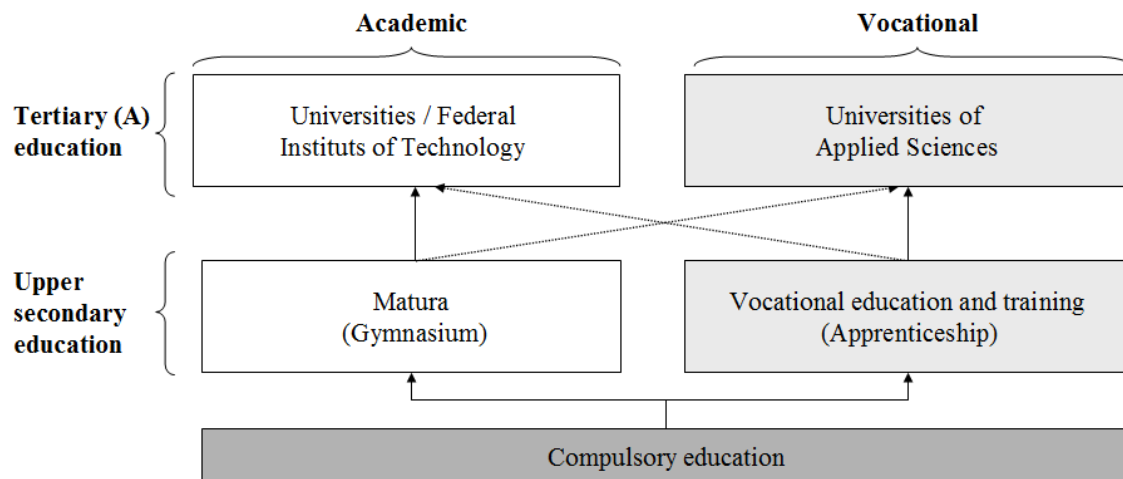 Academic
Vocational
Tertiary (A)
education
Universities / Federal
Instituts of Technology
Universities of
Applied Sciences
Upper
secondary
education
Matura
(Gymnasium)
Vocational education and training
(Apprenticeship)
Compulsory education